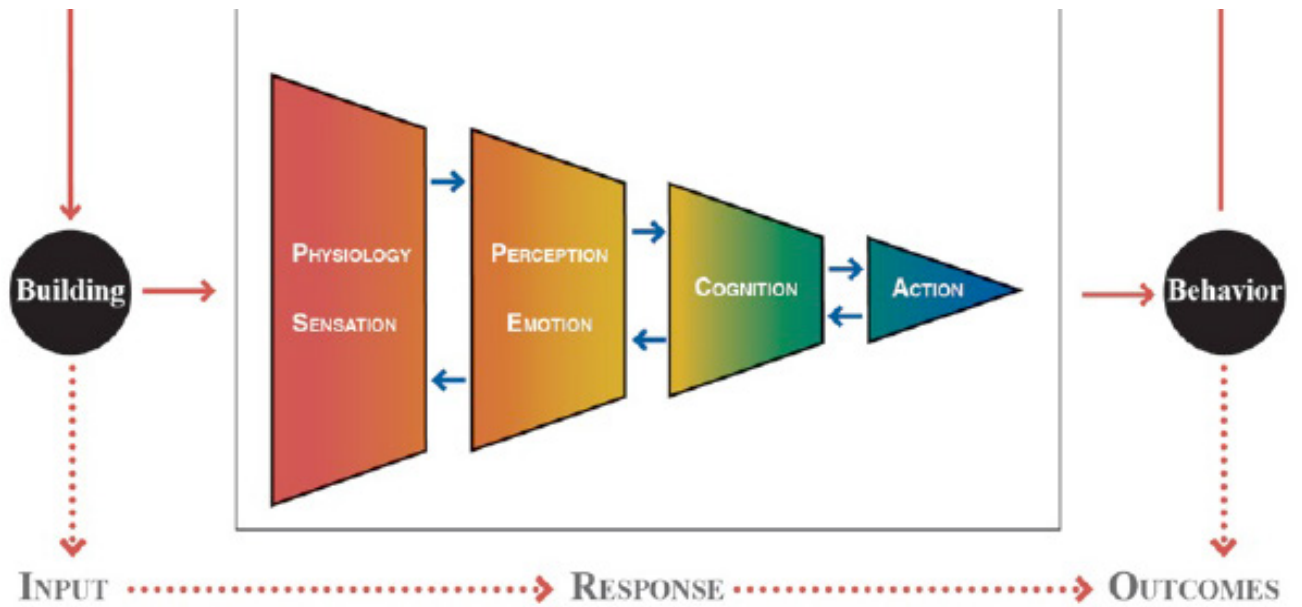 PHYSIOLOGY
SENSATION
PERCEPTION
EMOTION
COGNITION
ACTION
Building
Behavior
INPUT
RESPONSE
OUTCOMES